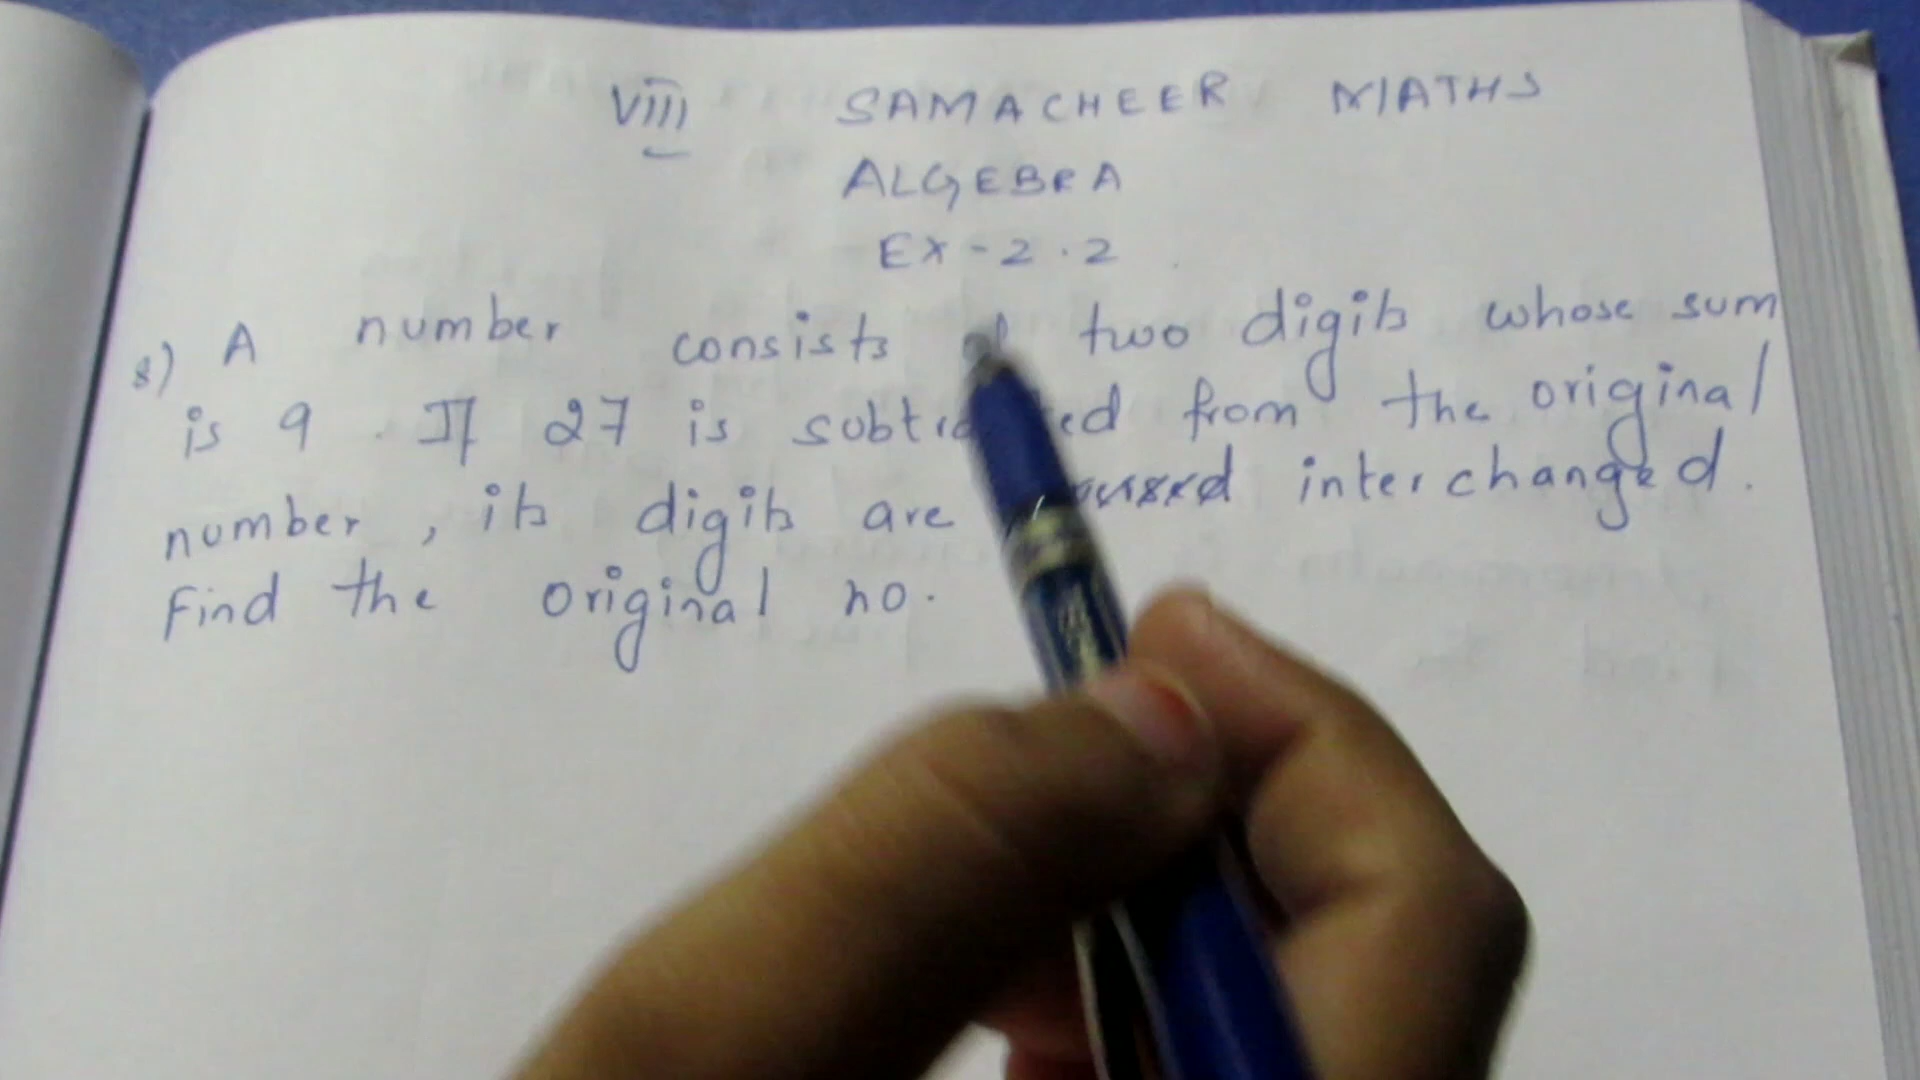 VIII SAMACHEER MATHS
ALGEBRA
EX-2.2
8) A number consists of two digits whose sum
is 9. If 27 is subtracted from the original
number, its digits are interchanged.
Find the original no.